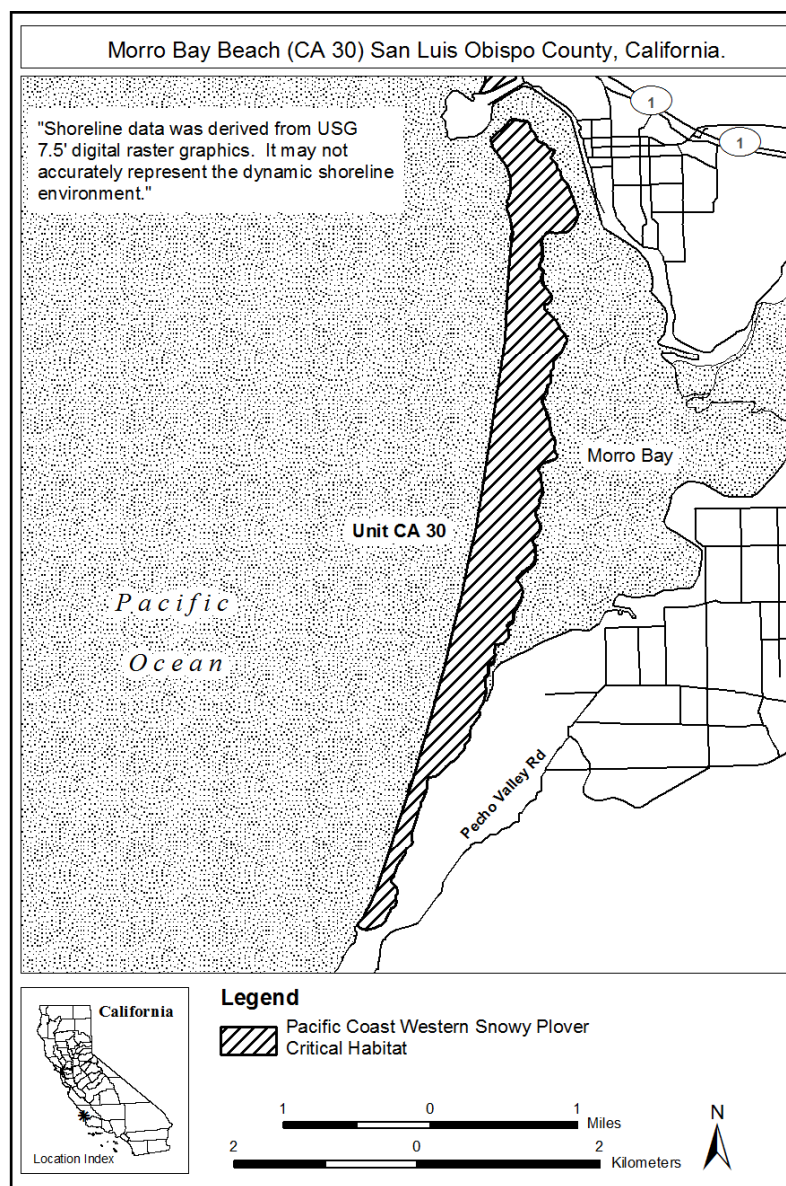 Morro Bay Beach (CA 30) San Luis Obispo County, California.
"Shoreline data was derived from USG
7.5' digital raster graphics. It may not
accurately represent the dynamic shoreline
environment."
1
1
Morro Bay
Unit CA 30
Pacific
Ocean
Pecho Valley Rd
California
Location Index
Legend
Pacific Coast Western Snowy Plover
Critical Habitat
1 0 1 Miles
2 0 2 Kilometers
N